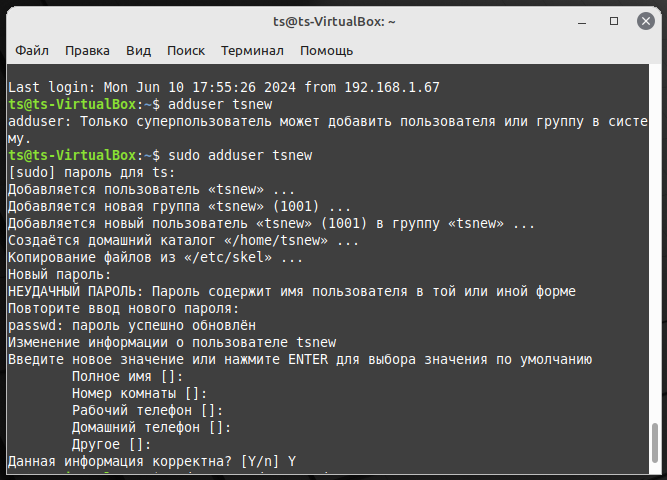 ts@ts-VirtualBox: ~
Файл Правка Вид Поиск Терминал Помощь
Last login: Mon Jun 10 17:55:26 2024 from 192.168.1.67
ts@ts-VirtualBox:~$ adduser tsnew
adduser: Только суперпользователь может добавить пользователя или группу в систе
му.
ts@ts-VirtualBox:~$ sudo adduser tsnew
[sudo] пароль для ts:
Добавляется пользователь «tsnew» ...
Добавляется новая группа «tsnew» (1001) ...
Добавляется новый пользователь «tsnew» (1001) в группу «tsnew» ...
Создаётся домашний каталог «/home/tsnew» ...
Копирование файлов из «/etc/skel» ...
Новый пароль:
НЕУДАЧНЫЙ ПАРОЛЬ: Пароль содержит имя пользователя в той или иной форме
Повторите ввод нового пароля:
passwd: пароль успешно обновлён
Изменение информации о пользователе tsnew
Введите новое значение или нажмите ENTER для выбора значения по умолчанию
Полное имя []:
Номер комнаты []:
Рабочий телефон []:
Домашний телефон []:
Другое []:
Данная информация корректна? [Y/n] Y